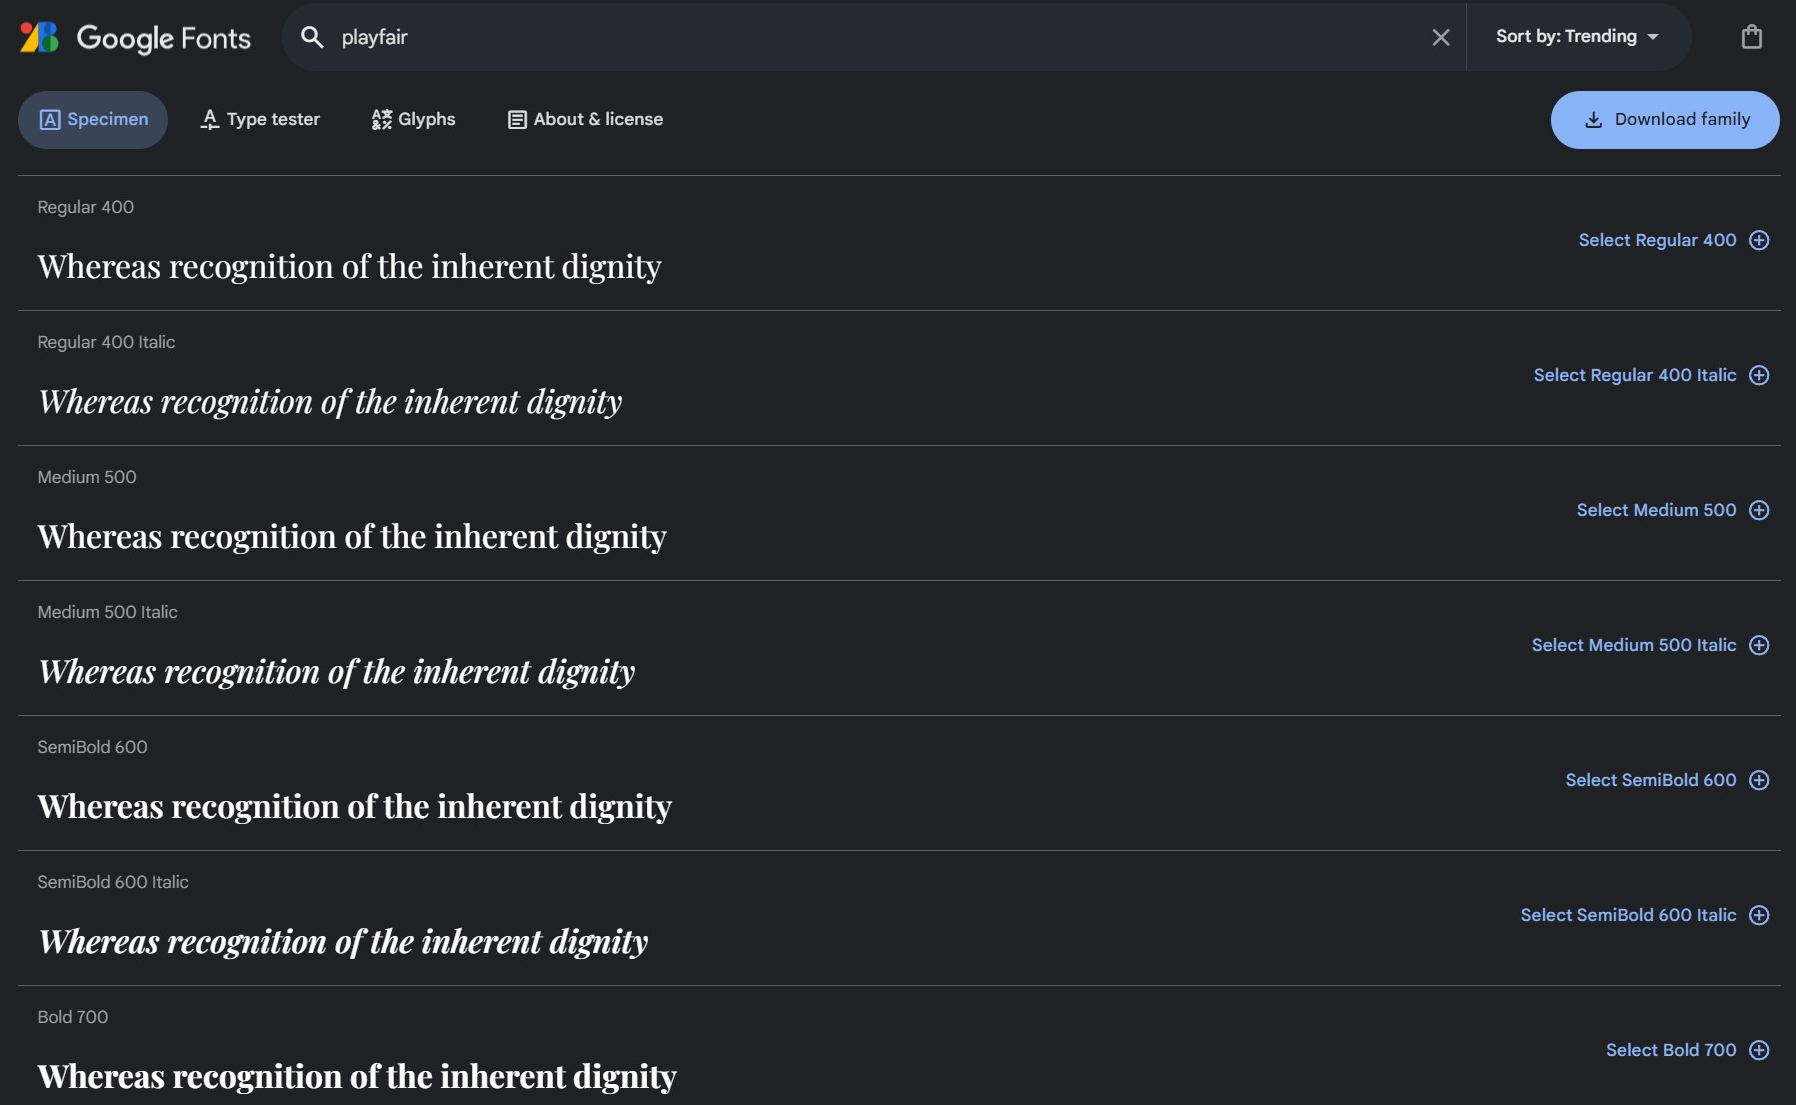 Google Fonts
playfair
Sort by: Trending
Specimen
Type tester
Glyphs
About & license
Download family
Regular 400
Whereas recognition of the inherent dignity
Select Regular 400
Regular 400 Italic
Whereas recognition of the inherent dignity
Select Regular 400 Italic
Medium 500
Whereas recognition of the inherent dignity
Select Medium 500
Medium 500 Italic
Whereas recognition of the inherent dignity
Select Medium 500 Italic
SemiBold 600
Whereas recognition of the inherent dignity
Select SemiBold 600
SemiBold 600 Italic
Whereas recognition of the inherent dignity
Select SemiBold 600 Italic
Bold 700
Whereas recognition of the inherent dignity
Select Bold 700